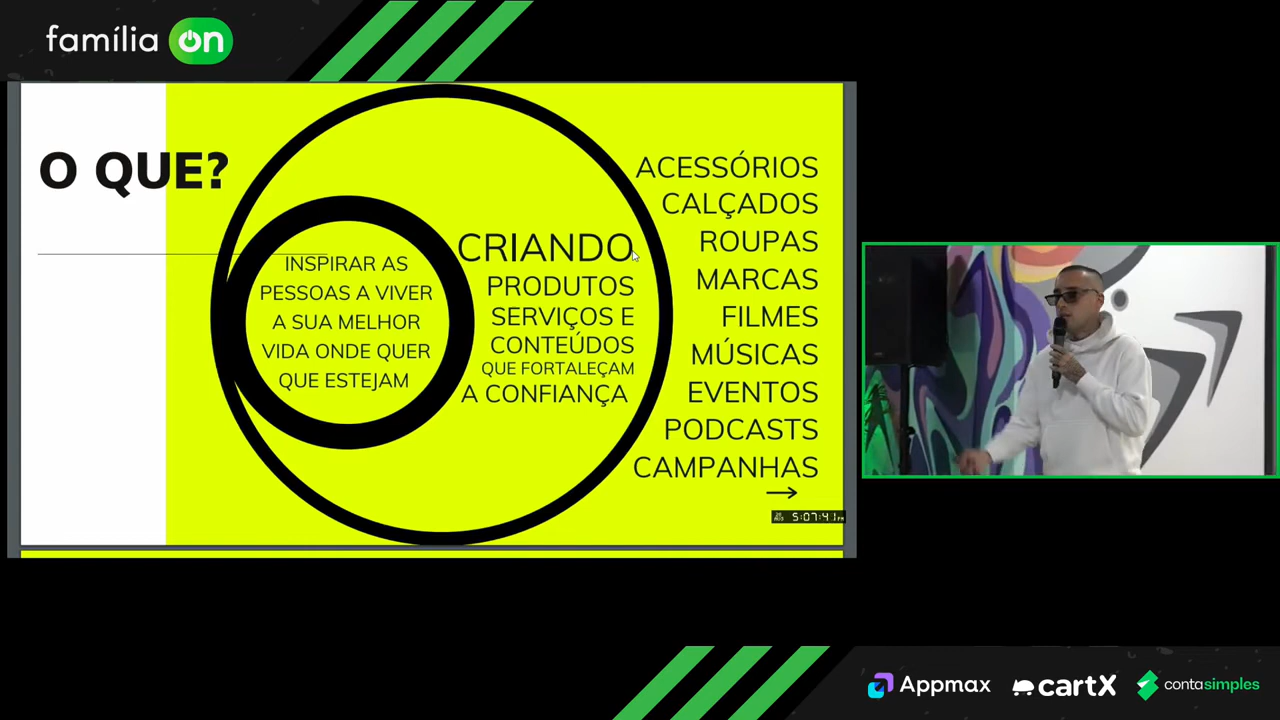 família on
O QUE?
INSPIRAR AS
PESSOAS A VIVER
A SUA MELHOR
VIDA ONDE QUER
QUE ESTEJAM
CRIANDO
PRODUTOS
SERVIÇOS E
CONTEÚDOS
QUE FORTALEÇAM
A CONFIANÇA
ACESSÓRIOS
CALÇADOS
ROUPAS
MARCAS
FILMES
MÚSICAS
EVENTOS
PODCASTS
CAMPANHAS
5:07:41 PM
Appmax
cartX
contasimples